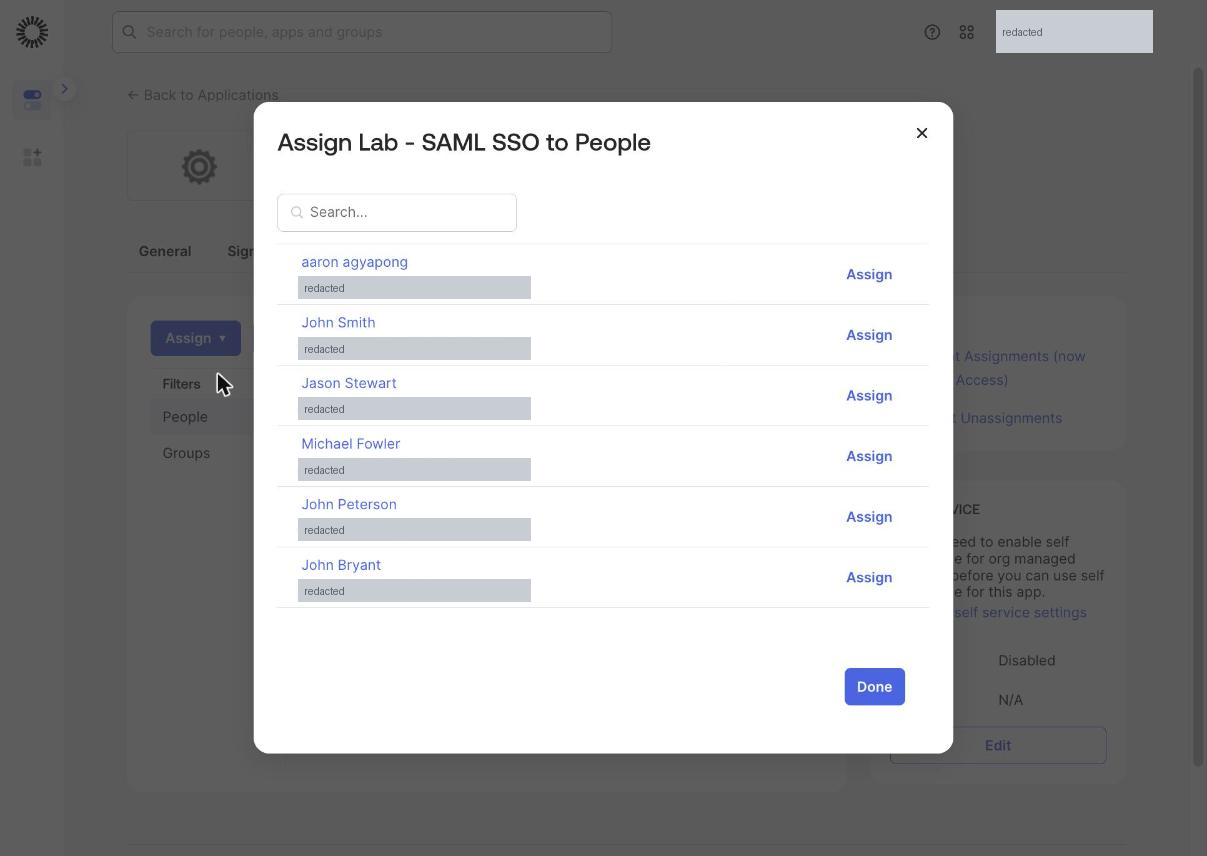 Search for people, apps and groups
redacted
← Back to Applications
Assign Lab - SAML SSO to People
Search...
General
aaron agyapong
redacted
Assign
John Smith
redacted
Assign
Assign ▾
Jason Stewart
redacted
Assign
Filters
People
Groups
Michael Fowler
redacted
Assign
John Peterson
redacted
Assign
John Bryant
redacted
Assign
Done
t Assignments (now
Access)
t Unassignments
VICE
eed to enable self
e for org managed
before you can use self
e for this app.
self service settings
Disabled
N/A
Edit